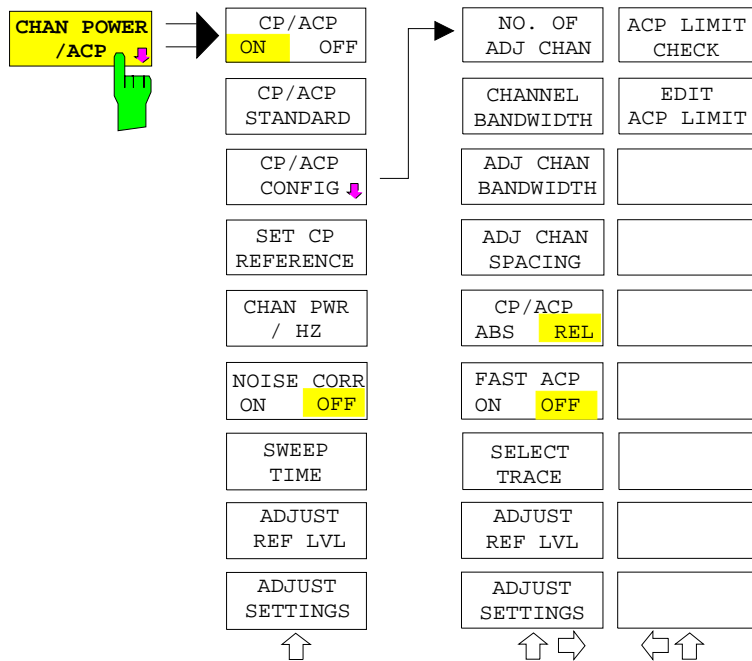 CHAN POWER
/ACP
CP/ACP
ON OFF
CP/ACP
STANDARD
CP/ACP
CONFIG
SET CP
REFERENCE
CHAN PWR
/ HZ
NOISE CORR
ON OFF
SWEEP
TIME
ADJUST
REF LVL
ADJUST
SETTINGS
NO. OF
ADJ CHAN
CHANNEL
BANDWIDTH
ADJ CHAN
BANDWIDTH
ADJ CHAN
SPACING
CP/ACP
ABS REL
FAST ACP
ON OFF
SELECT
TRACE
ADJUST
REF LVL
ADJUST
SETTINGS
ACP LIMIT
CHECK
EDIT
ACP LIMIT